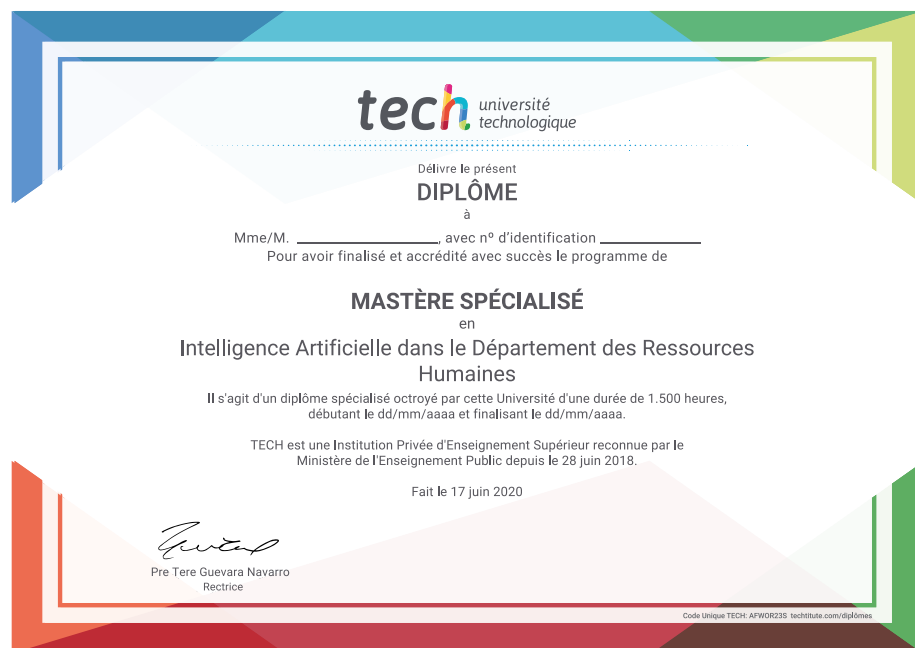 tech université
technologique
Délivre le présent
DIPLÔME
à
Mme/M. ____________________, avec nº d'identification ______________
Pour avoir finalisé et accrédité avec succès le programme de
MASTÈRE SPÉCIALISÉ
en
Intelligence Artificielle dans le Département des Ressources
Humaines
Il s'agit d'un diplôme spécialisé octroyé par cette Université d'une durée de 1.500 heures,
débutant le dd/mm/aaaa et finalisant le dd/mm/aaaa.
TECH est une Institution Privée d'Enseignement Supérieur reconnue par le
Ministère de l'Enseignement Public depuis le 28 juin 2018.
Fait le 17 juin 2020
Pre Tere Guevara Navarro
Rectrice
Code Unique TECH: AFWOR23S techtitute.com/diplômes